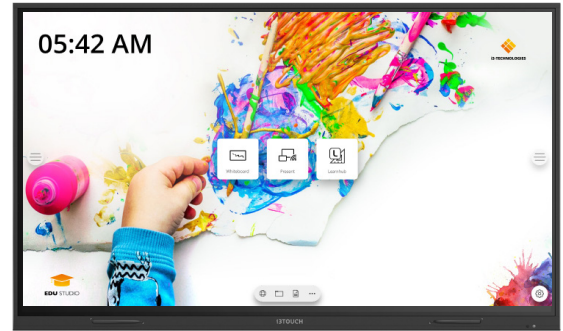 05:42 AM
I3-TECHNOLOGIES
Whiteboard
Present
Learnhub
EDU STUDIO
I3TOUCH